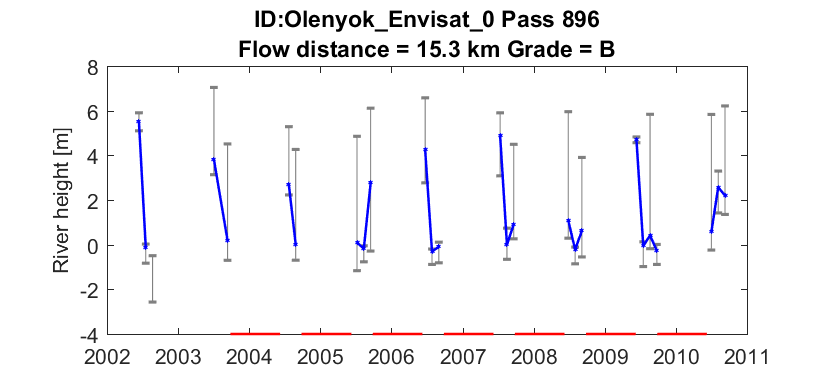 ID:Olenyok_Envisat_0 Pass 896
Flow distance = 15.3 km Grade = B
River height [m]
8
6
4
2
0
-2
-4
2002 2003 2004 2005 2006 2007 2008 2009 2010 2011